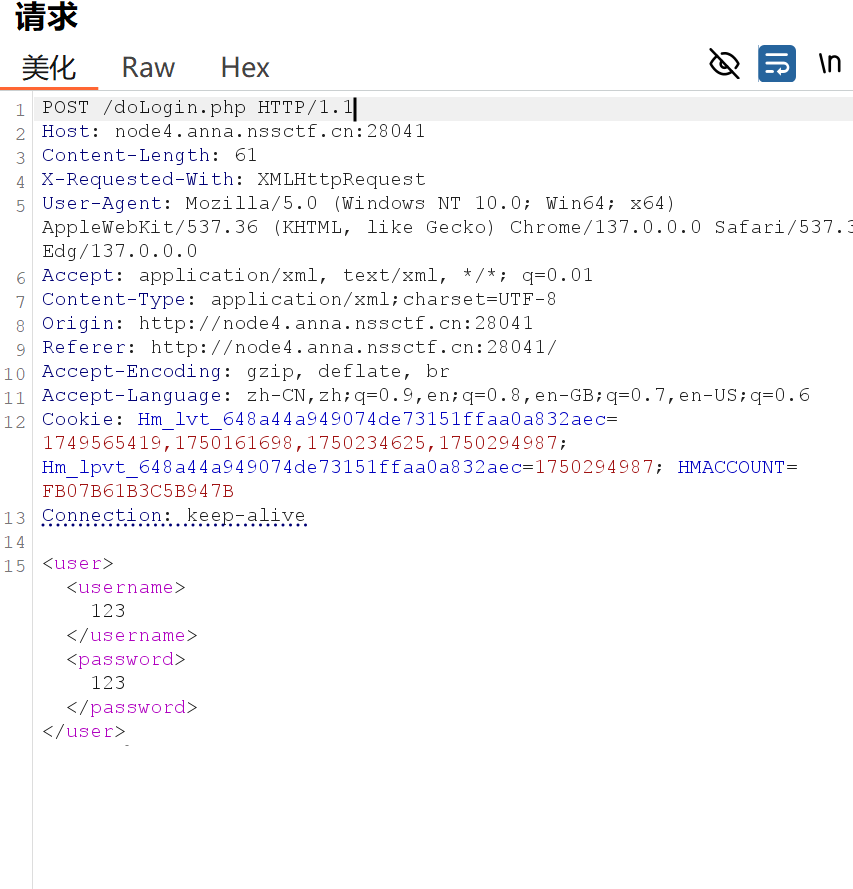 请求
美化 Raw Hex \n
1 POST /doLogin.php HTTP/1.1
2 Host: node4.anna.nssctf.cn:28041
3 Content-Length: 61
4 X-Requested-With: XMLHttpRequest
5 User-Agent: Mozilla/5.0 (Windows NT 10.0; Win64; x64)
AppleWebKit/537.36 (KHTML, like Gecko) Chrome/137.0.0.0 Safari/537.3
Edg/137.0.0.0
6 Accept: application/xml, text/xml, */*; q=0.01
7 Content-Type: application/xml;charset=UTF-8
8 Origin: http://node4.anna.nssctf.cn:28041
9 Referer: http://node4.anna.nssctf.cn:28041/
10 Accept-Encoding: gzip, deflate, br
11 Accept-Language: zh-CN,zh;q=0.9,en;q=0.8,en-GB;q=0.7,en-US;q=0.6
12 Cookie: Hm_lvt_648a44a949074de73151ffaa0a832aec=
1749565419,1750161698,1750234625,1750294987;
Hm_lpvt_648a44a949074de73151ffaa0a832aec=1750294987; HMACCOUNT=
FB07B61B3C5B947B
13 Connection: keep-alive
14
15 <user>
<username>
123
</username>
<password>
123
</password>
</user>